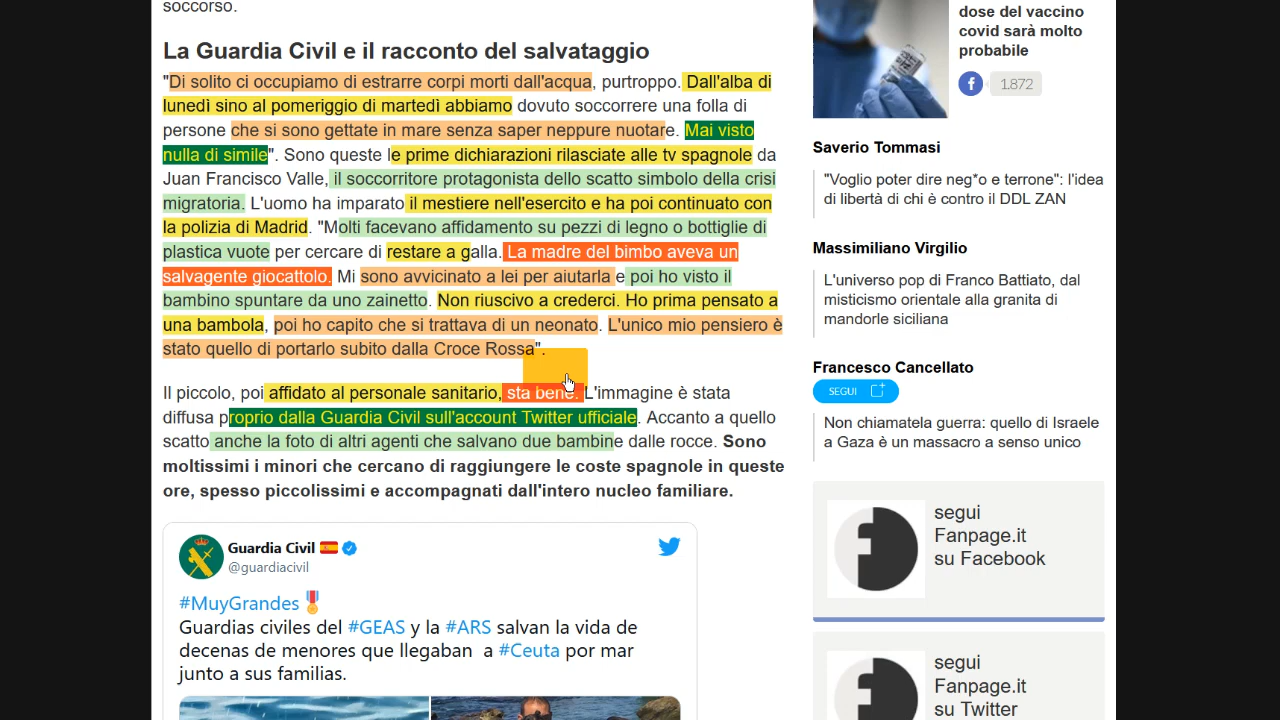 soccorso.
La Guardia Civil e il racconto del salvataggio
"Di solito ci occupiamo di estrarre corpi morti dall'acqua, purtroppo. Dall'alba di
lunedì sino al pomeriggio di martedì abbiamo dovuto soccorrere una folla di
persone che si sono gettate in mare senza saper neppure nuotare. Mai visto
nulla di simile". Sono queste le prime dichiarazioni rilasciate alle tv spagnole da
Juan Francisco Valle, il soccorritore protagonista dello scatto simbolo della crisi
migratoria. L'uomo ha imparato il mestiere nell'esercito e ha poi continuato con
la polizia di Madrid. "Molti facevano affidamento su pezzi di legno o bottiglie di
plastica vuote per cercare di restare a galla. La madre del bimbo aveva un
salvagente giocattolo. Mi sono avvicinato a lei per aiutarla e poi ho visto il
bambino spuntare da uno zainetto. Non riuscivo a crederci. Ho prima pensato a
una bambola, poi ho capito che si trattava di un neonato. L'unico mio pensiero è
stato quello di portarlo subito dalla Croce Rossa".
Il piccolo, poi affidato al personale sanitario, sta bene. L'immagine è stata
diffusa proprio dalla Guardia Civil sull'account Twitter ufficiale. Accanto a quello
scatto anche la foto di altri agenti che salvano due bambine dalle rocce. Sono
moltissimi i minori che cercano di raggiungere le coste spagnole in queste
ore, spesso piccolissimi e accompagnati dall'intero nucleo familiare.
Guardia Civil
@guardiacivil
#MuyGrandes
Guardias civiles del #GEAS y la #ARS salvan la vida de
decenas de menores que llegaban a #Ceuta por mar
junto a sus familias.
dose del vaccino
covid sarà molto
probabile
1.872
Saverio Tommasi
"Voglio poter dire neg*o e terrone": l'idea
di libertà di chi è contro il DDL ZAN
Massimiliano Virgilio
L'universo pop di Franco Battiato, dal
misticismo orientale alla granita di
mandorle siciliana
Francesco Cancellato
SEGUI
Non chiamatela guerra: quello di Israele
a Gaza è un massacro a senso unico
segui
Fanpage.it
su Facebook
segui
Fanpage.it
su Twitter